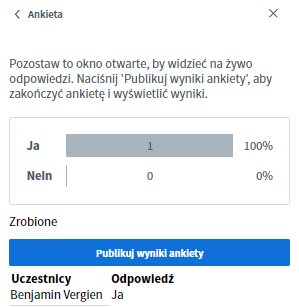 Ankieta
Pozostaw to okno otwarte, by widzieć na żywo
odpowiedzi. Naciśnij 'Publikuj wyniki ankiety', aby
zakończyć ankietę i wyświetlić wyniki.
Ja 1 100%
Nein 0 0%
Zrobione
Publikuj wyniki ankiety
Uczestnicy Odpowiedź
Benjamin Vergien Ja